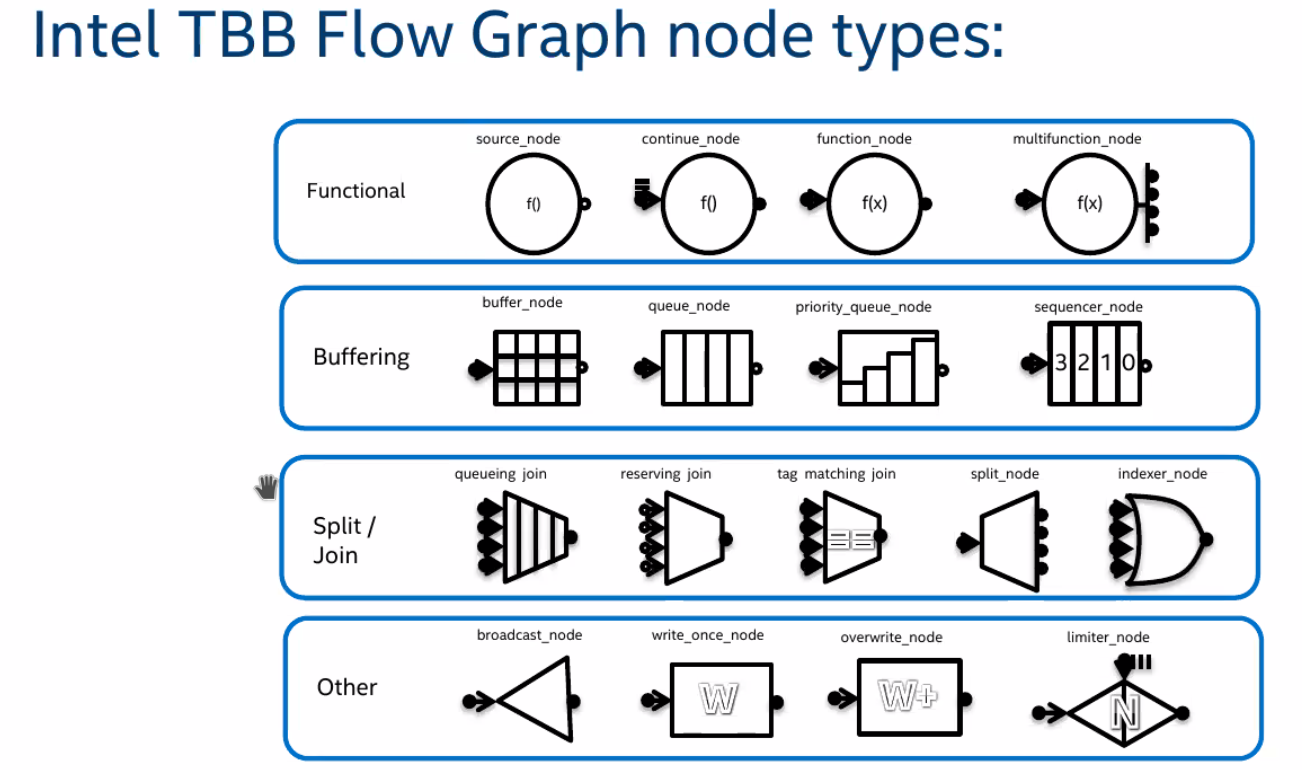 Intel TBB Flow Graph node types:
source_node continue_node function_node multifunction_node
Functional
f() f() f(x) f(x)
buffer_node queue_node priority_queue_node sequencer_node
Buffering
3 2 1 0
queueing join reserving join tag matching join split_node indexer_node
Split /
Join
==
broadcast_node write_once_node overwrite_node limiter_node
Other
W W+ N